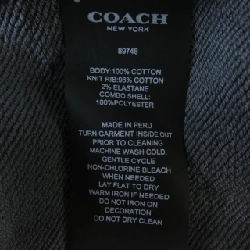 COACH
NEW YORK
89746
BODY:100% COTTON
KNIT RIB:98% COTTON
2% ELASTANE
COMBO SHELL:
100%POLYESTER
MADE IN PERU
TURN GARMENT INSIDE OUT
PRIOR TO CLEANING
MACHINE WASH COLD.
GENTLE CYCLE
NON-CHLORINE BLEACH
WHEN NEEDED
LAY FLAT TO DRY
WARM IRON IF NEEDED
DO NOT IRON ON
DECORATION
DO NOT DRY CLEAN